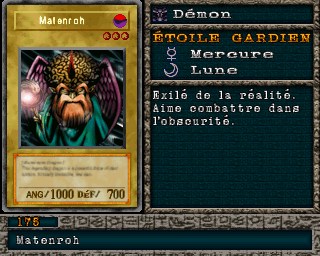 Matenroh
ANG/1000 DéF/ 700
Démon
ÉTOILE GARDIEN
Mercure
Lune
Exilé de la réalité.
Aime combattre dans
l'obscurité.
175
Matenroh